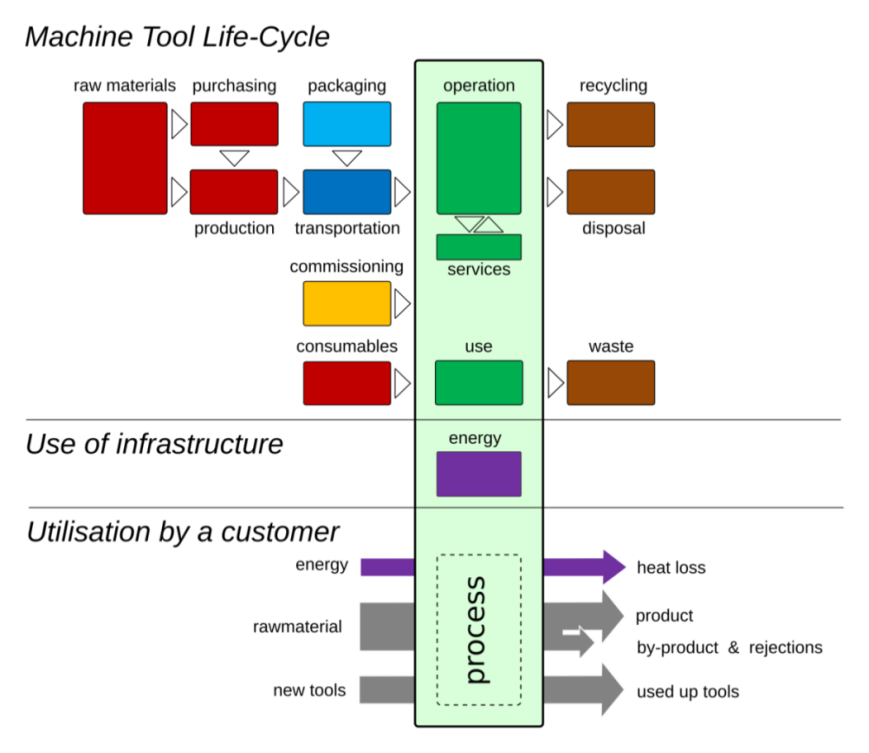 Machine Tool Life-Cycle
raw materials purchasing packaging operation recycling
production transportation disposal
commissioning services
consumables use waste
Use of infrastructure energy
Utilisation by a customer
energy heat loss
process
rawmaterial product
by-product & rejections
new tools used up tools